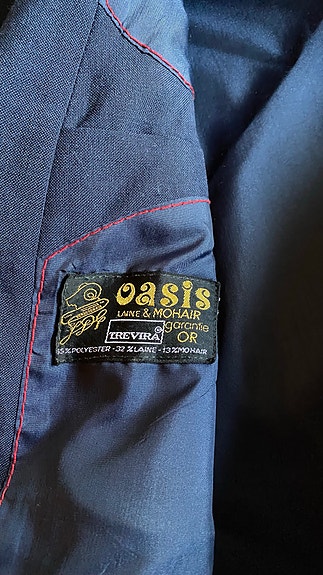 oasis
LAINE & MOHAIR
garantie
TREVIRA
OR
55% POLYESTER - 32% LAINE - 13% MOHAIR